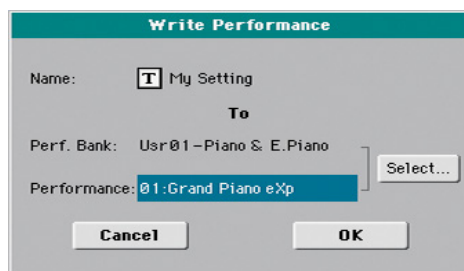 Write Performance
Name: T My Setting
To
Perf. Bank: Usr01-Piano & E.Piano
Select...
Performance: 01:Grand Piano eXp
Cancel OK